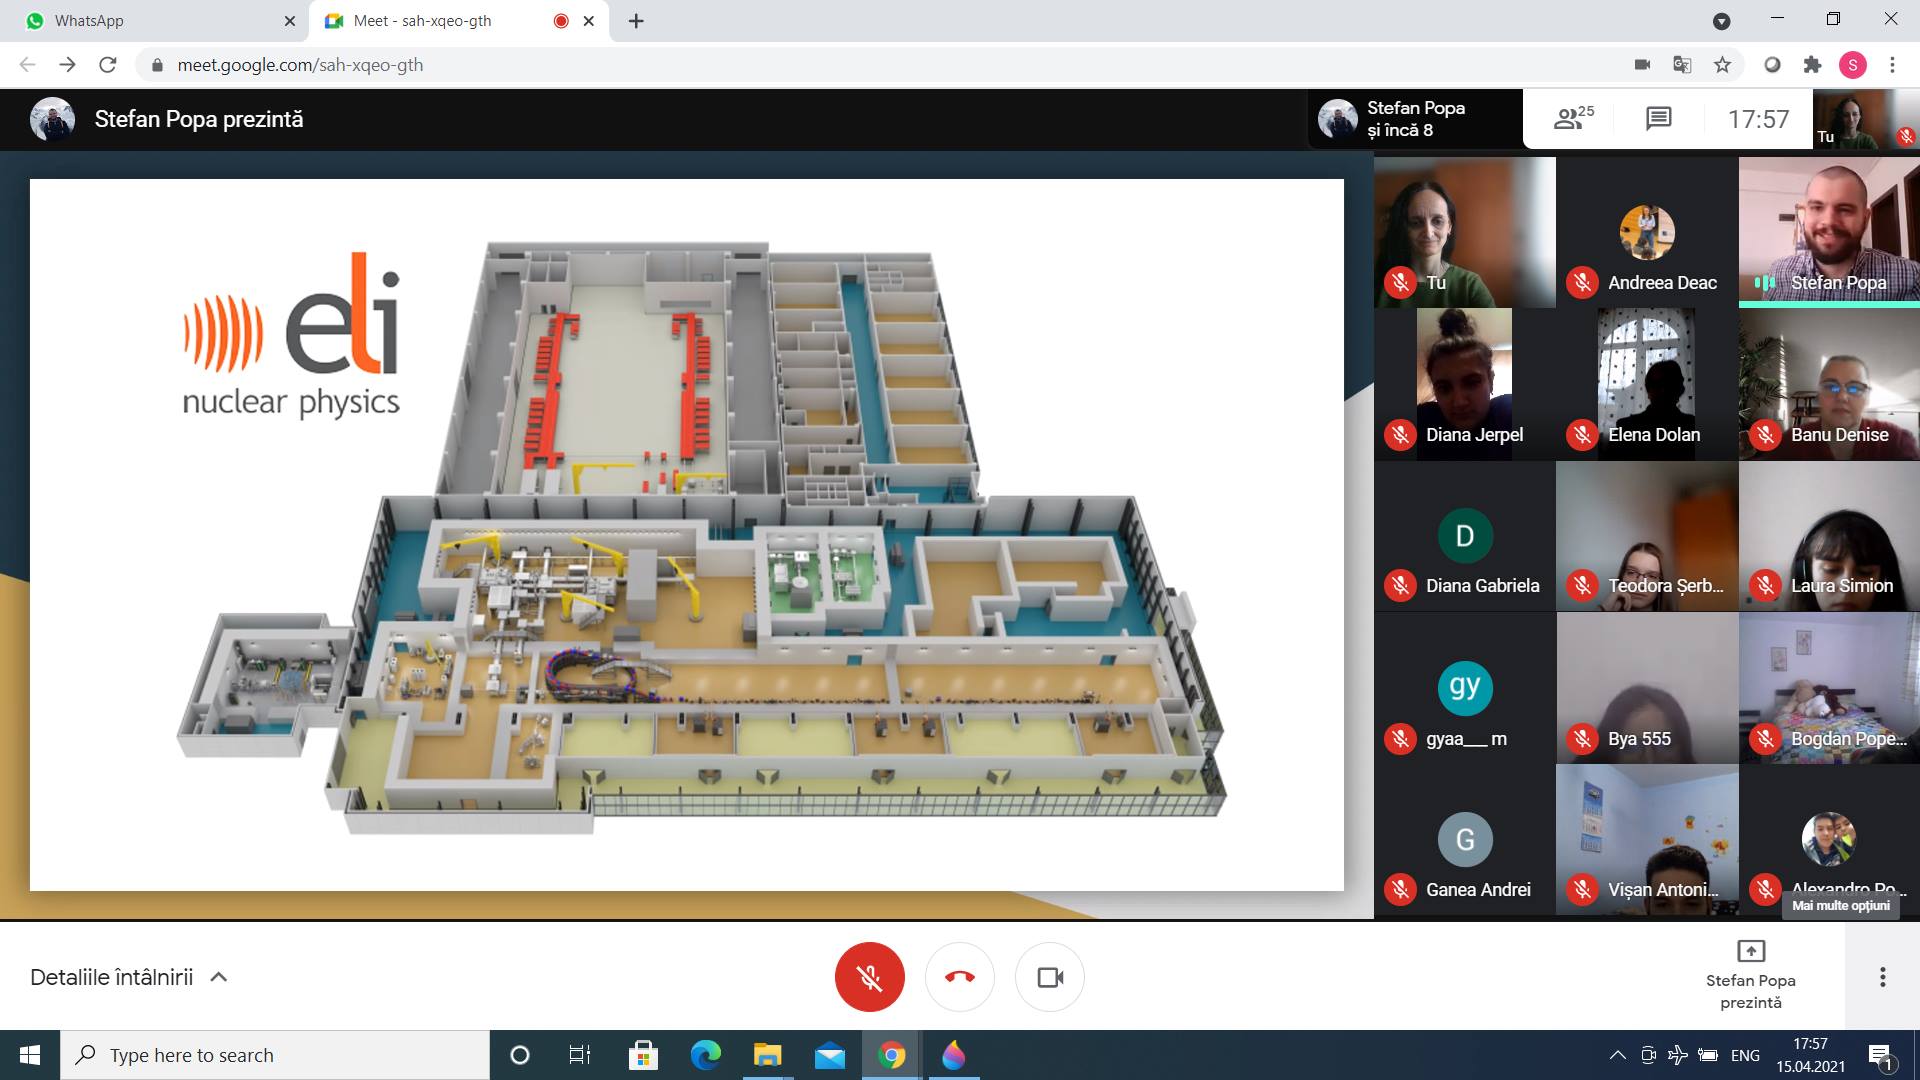 WhatsApp
Meet - sah-xqeo-gth
meet.google.com/sah-xqeo-gth
S
Stefan Popa prezintă
Stefan Popa
și încă 8
25
17:57
Tu
eli
nuclear physics
Tu
Andreea Deac
Stefan Popa
Diana Jerpel
Elena Dolan
Banu Denise
D
Diana Gabriela
Teodora Șerb...
Laura Simion
gy
gyaa___ m
Bya 555
Bogdan Pope...
G
Ganea Andrei
Vișan Antoni...
Alexandro Po...
Mai multe opțiuni
Detaliile întâlnirii
Stefan Popa
prezintă
Type here to search
ENG
17:57
15.04.2021
1